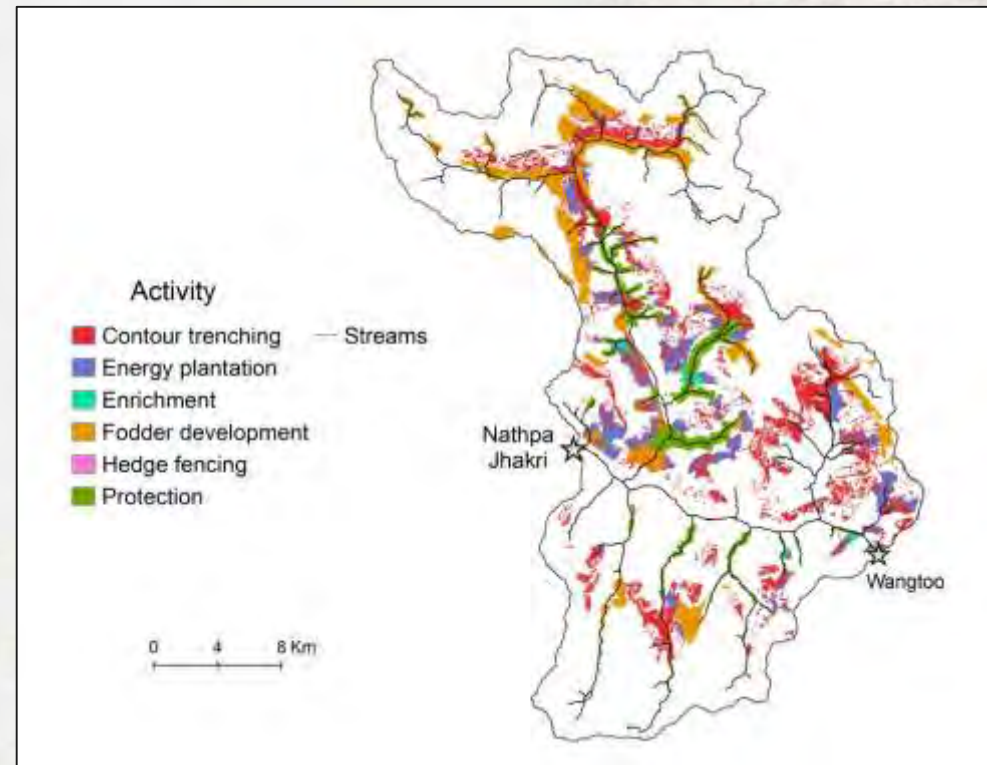 Activity
Contour trenching
Streams
Energy plantation
Enrichment
Fodder development
Hedge fencing
Protection
Nathpa
Jhakri
Wangtoo
0 4 8 Km